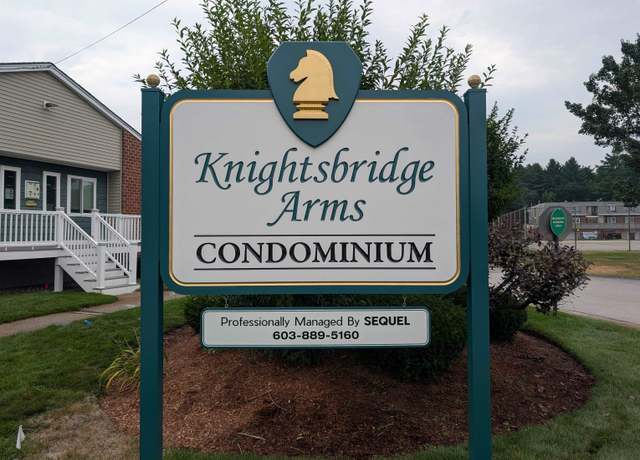 Knightsbridge
Arms
CONDOMINIUM
Professionally Managed By SEQUEL
603-889-5160